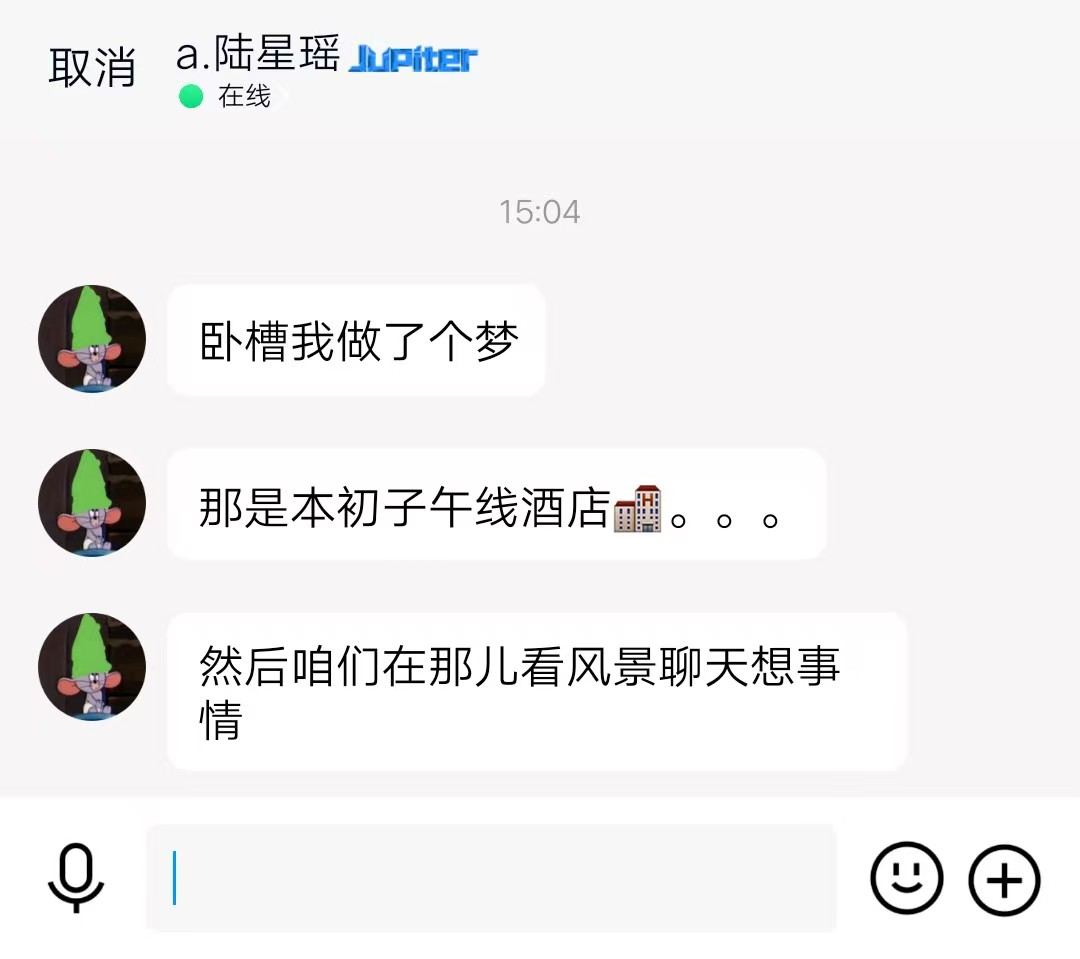 取消
a.陆星瑶 Jupiter
在线
15:04
卧槽我做了个梦
那是本初子午线酒店🏨。。。
然后咱们在那儿看风景聊天想事
情